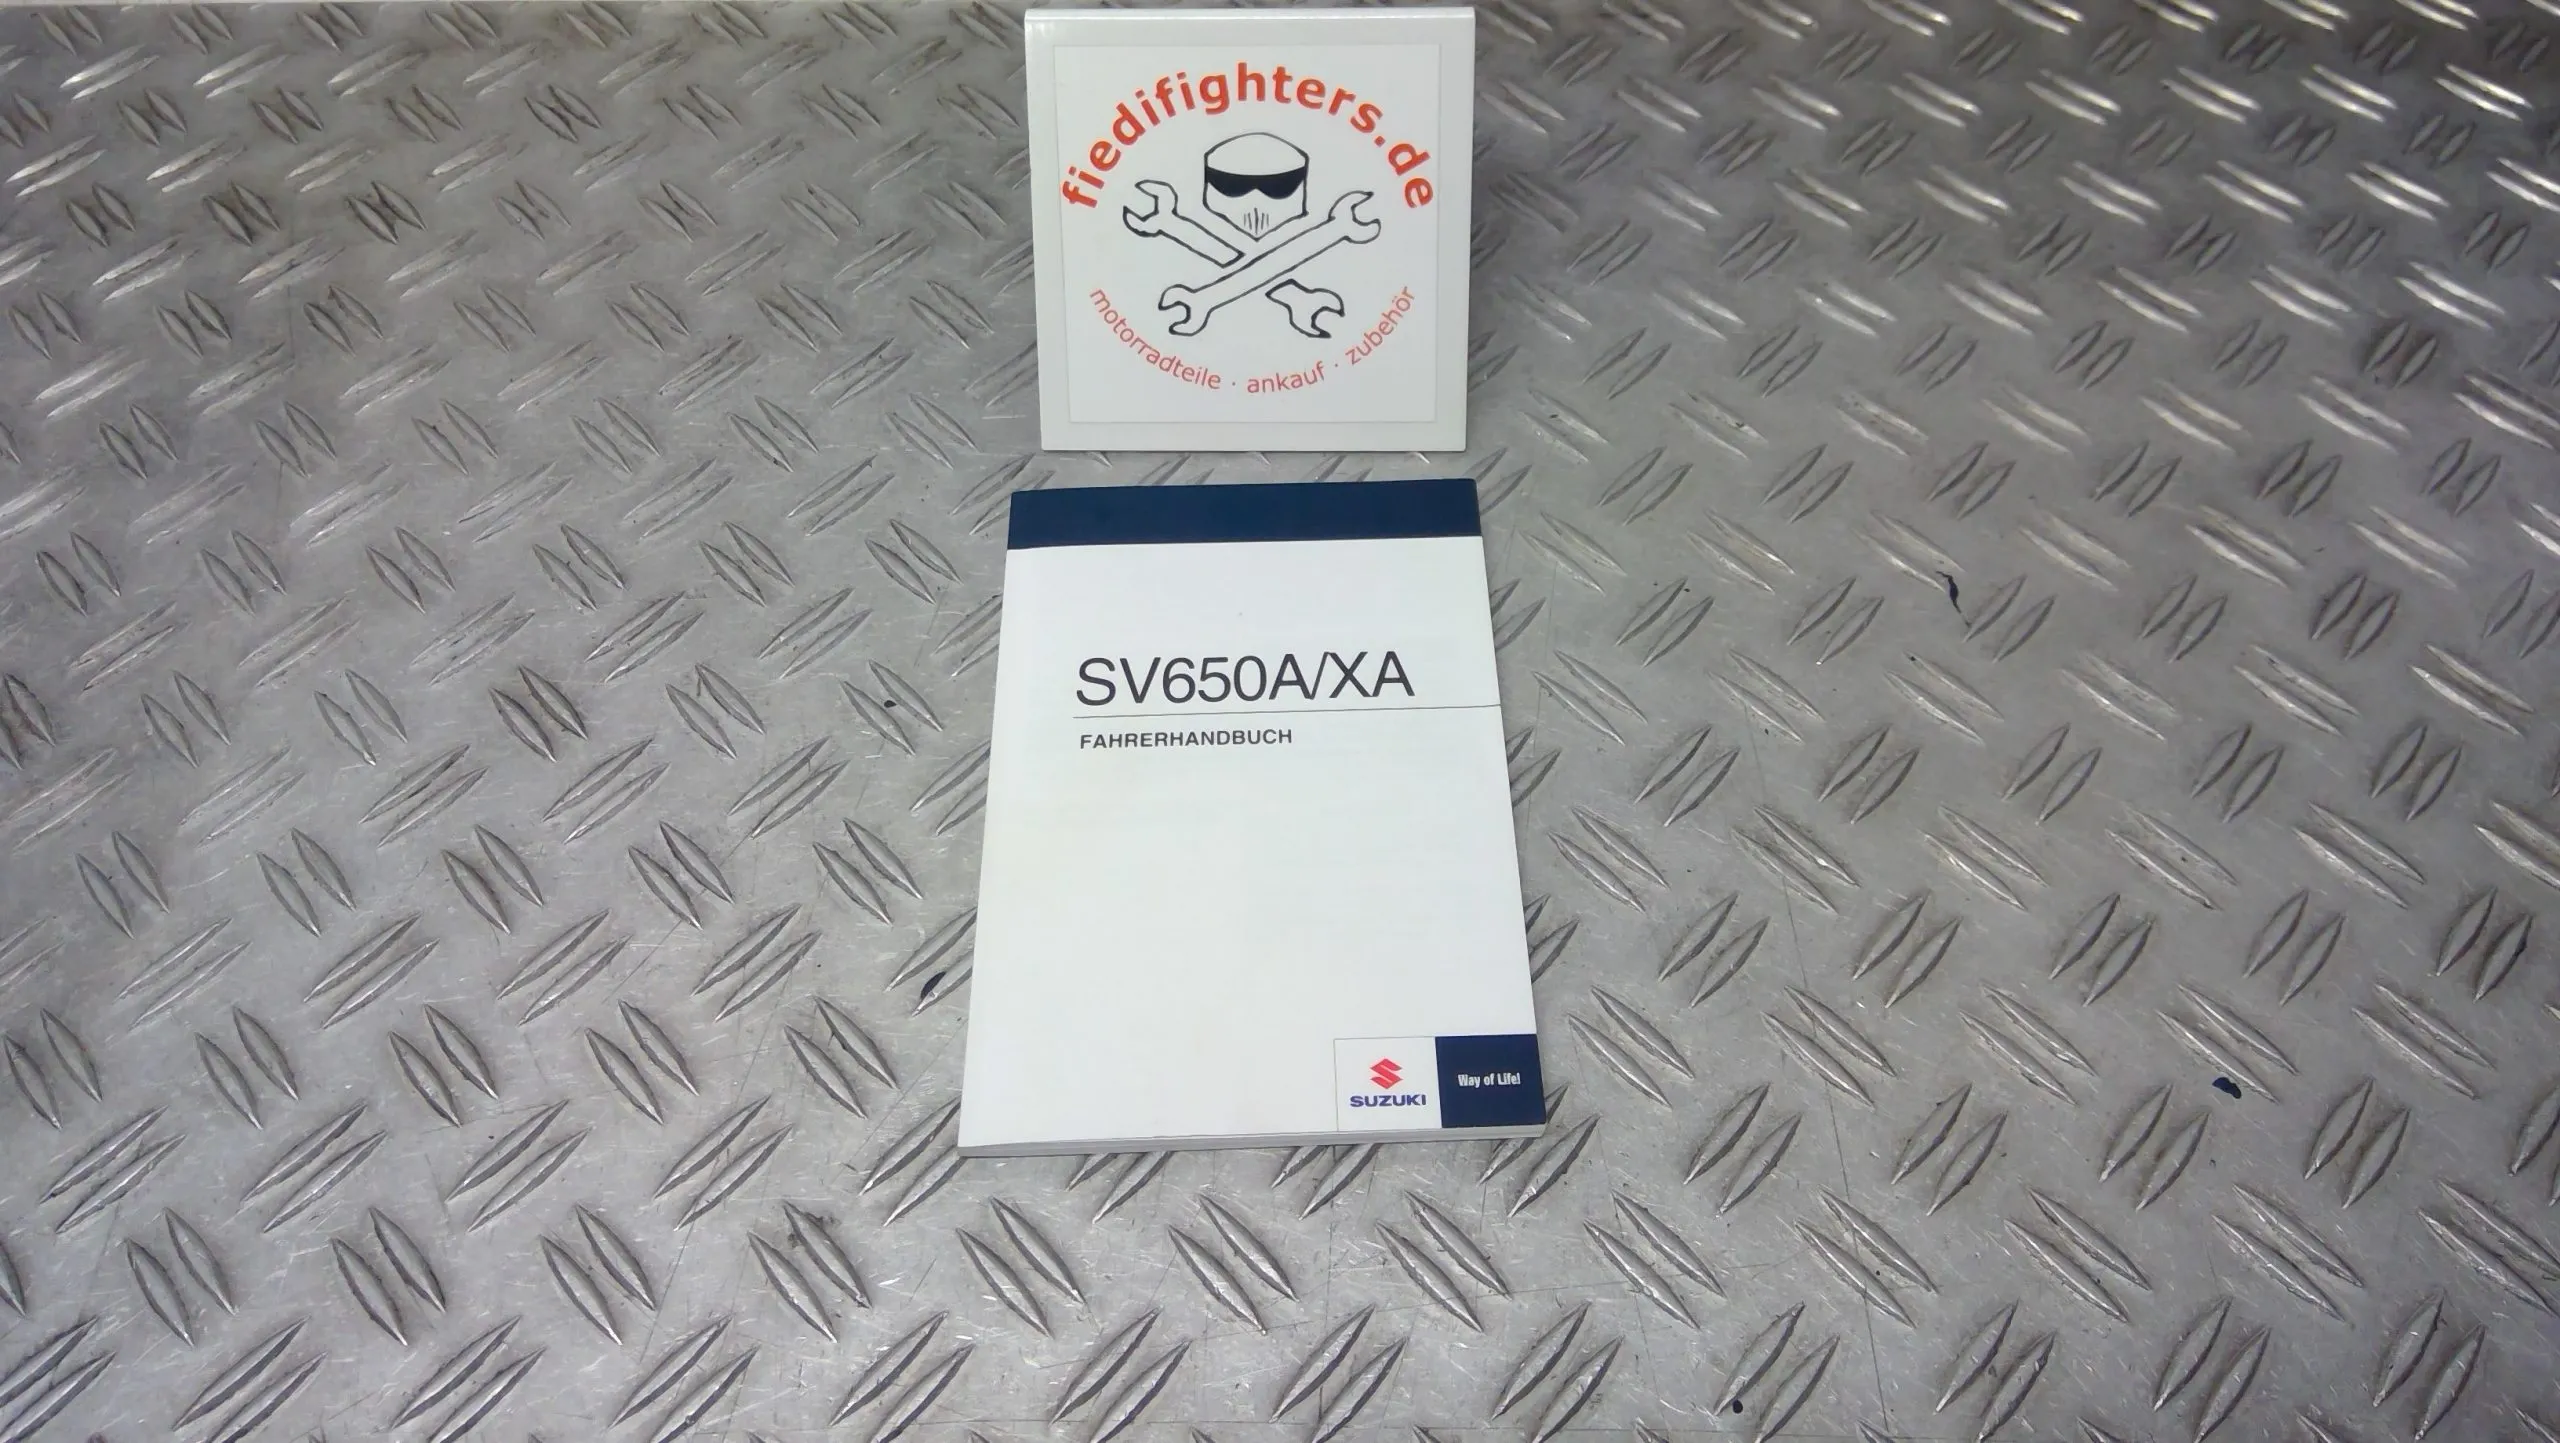 fiedifighters.de
motorradteile · ankauf · zubehör
SV650A/XA
FAHRERHANDBUCH
SUZUKI
Way of Life!